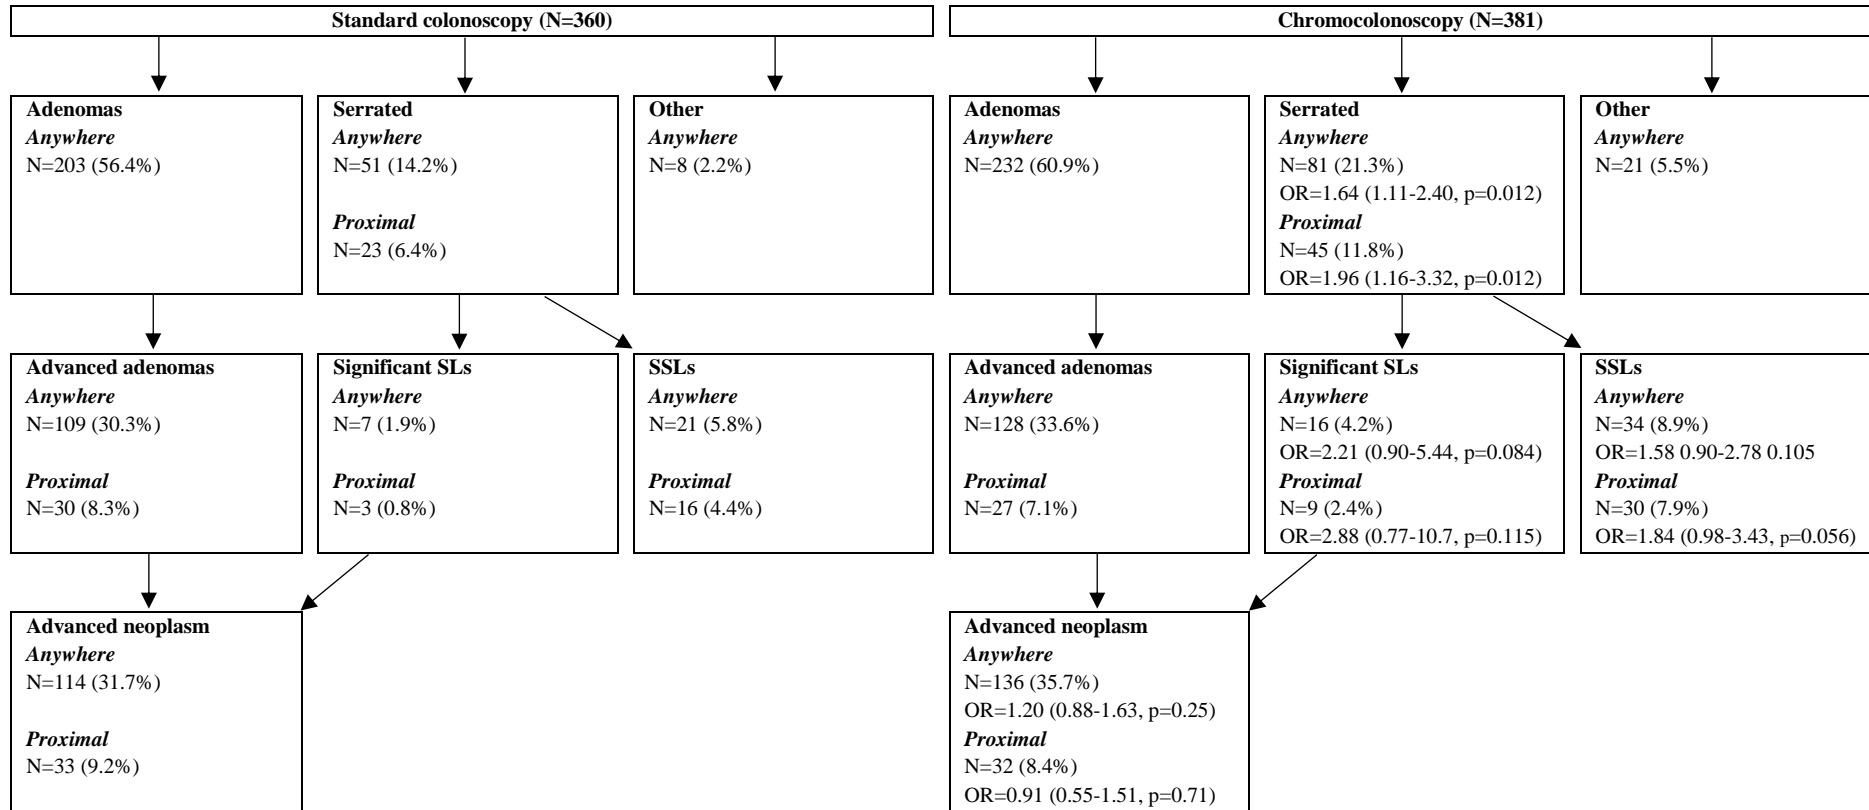 Standard colonoscopy (N=360)
Adenomas
Anywhere
N=203 (56.4%)
Serrated
Anywhere
N=51 (14.2%)
Proximal
N=23 (6.4%)
Other
Anywhere
N=8 (2.2%)
Advanced adenomas
Anywhere
N=109 (30.3%)
Proximal
N=30 (8.3%)
Significant SLs
Anywhere
N=7 (1.9%)
Proximal
N=3 (0.8%)
SSLs
Anywhere
N=21 (5.8%)
Proximal
N=16 (4.4%)
Advanced neoplasm
Anywhere
N=114 (31.7%)
Proximal
N=33 (9.2%)
Chromocolonoscopy (N=381)
Adenomas
Anywhere
N=232 (60.9%)
Serrated
Anywhere
N=81 (21.3%)
OR=1.64 (1.11-2.40, p=0.012)
Proximal
N=45 (11.8%)
OR=1.96 (1.16-3.32, p=0.012)
Other
Anywhere
N=21 (5.5%)
Advanced adenomas
Anywhere
N=128 (33.6%)
Proximal
N=27 (7.1%)
Significant SLs
Anywhere
N=16 (4.2%)
OR=2.21 (0.90-5.44, p=0.084)
Proximal
N=9 (2.4%)
OR=2.88 (0.77-10.7, p=0.115)
SSLs
Anywhere
N=34 (8.9%)
OR=1.58 0.90-2.78 0.105
Proximal
N=30 (7.9%)
OR=1.84 (0.98-3.43, p=0.056)
Advanced neoplasm
Anywhere
N=136 (35.7%)
OR=1.20 (0.88-1.63, p=0.25)
Proximal
N=32 (8.4%)
OR=0.91 (0.55-1.51, p=0.71)